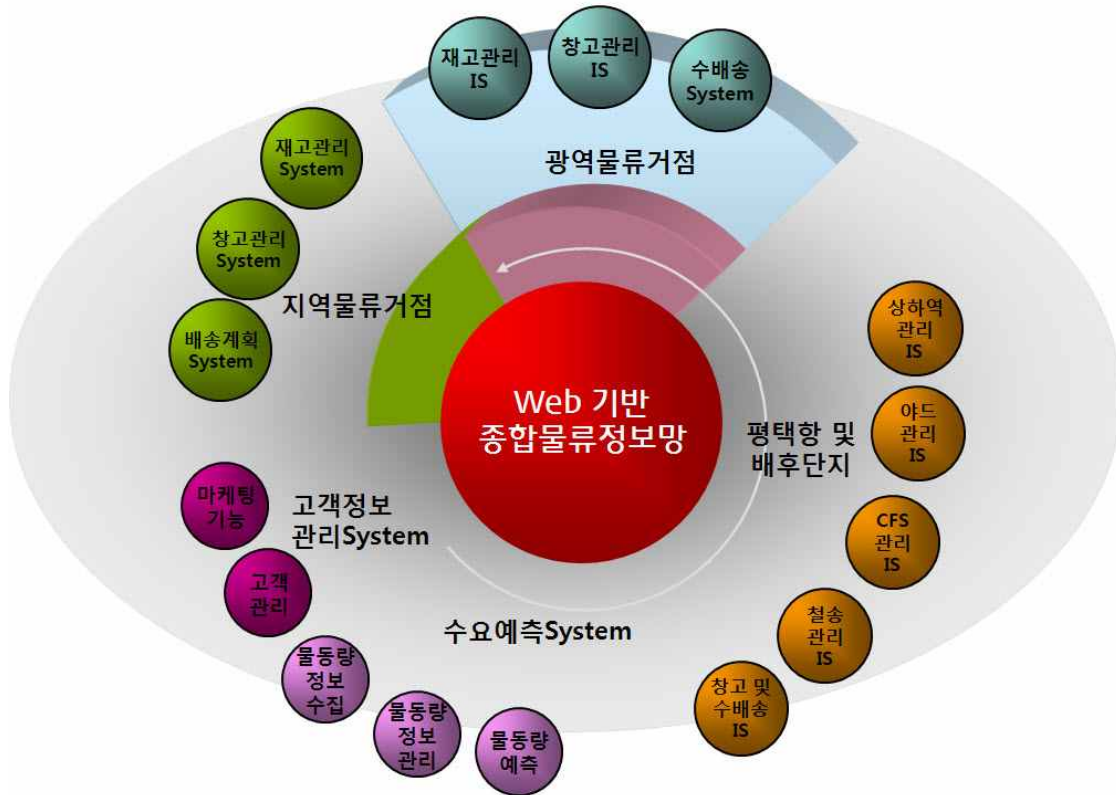 재고관리
IS
창고관리
IS
수배송
System
광역물류거점
재고관리
System
창고관리
System
배송계획
System
지역물류거점
Web 기반
종합물류정보망
평택항 및
배후단지
상하역
관리
IS
야드
관리
IS
CFS
관리
IS
철송
관리
IS
창고 및
수배송
IS
고객정보
관리System
마케팅
기능
고객
관리
수요예측System
물동량
정보
수집
물동량
정보
관리
물동량
예측